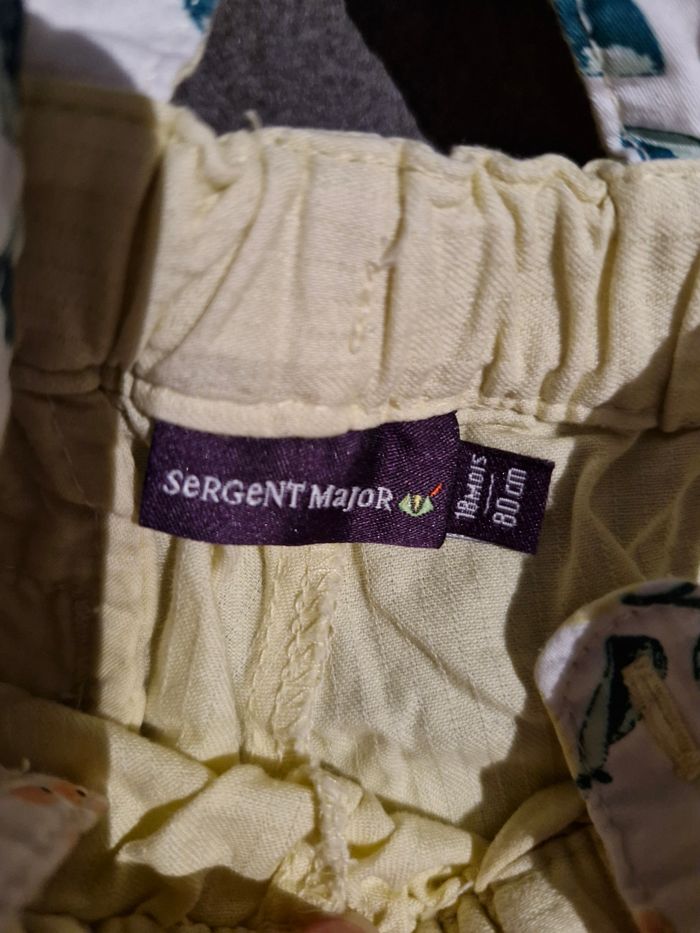 SeRGeNT MaJoR
18 MOIS
80 cm